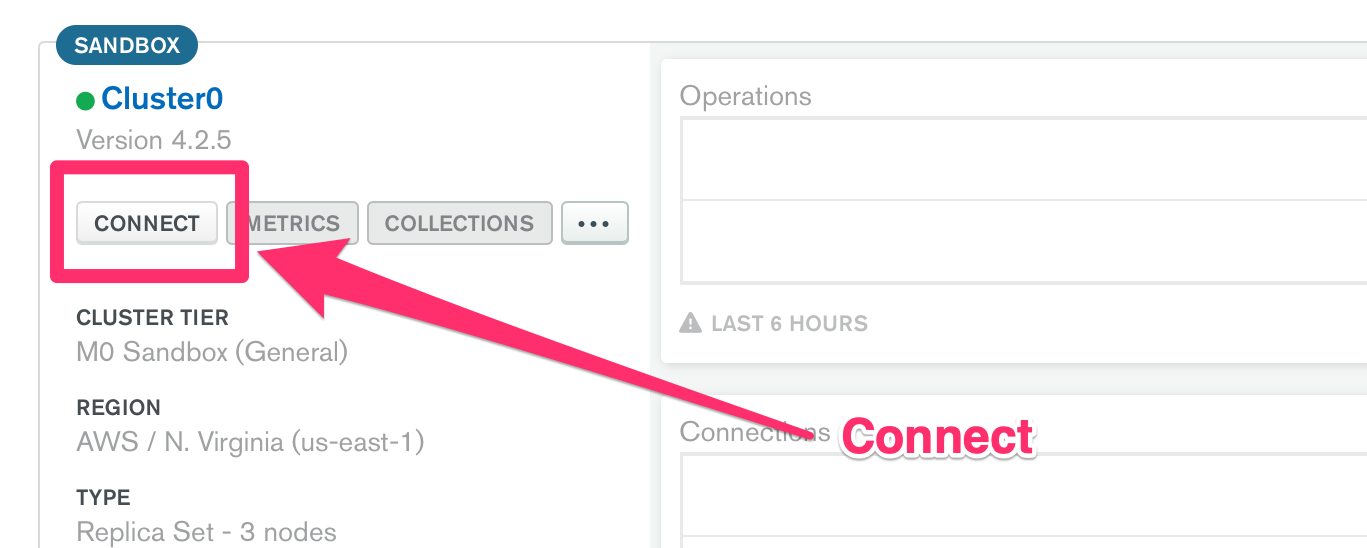 SANDBOX
Cluster0
Version 4.2.5
CONNECT METRICS COLLECTIONS ...
CLUSTER TIER
M0 Sandbox (General)
REGION
AWS / N. Virginia (us-east-1)
TYPE
Replica Set - 3 nodes
Operations
LAST 6 HOURS
Connections
Connect